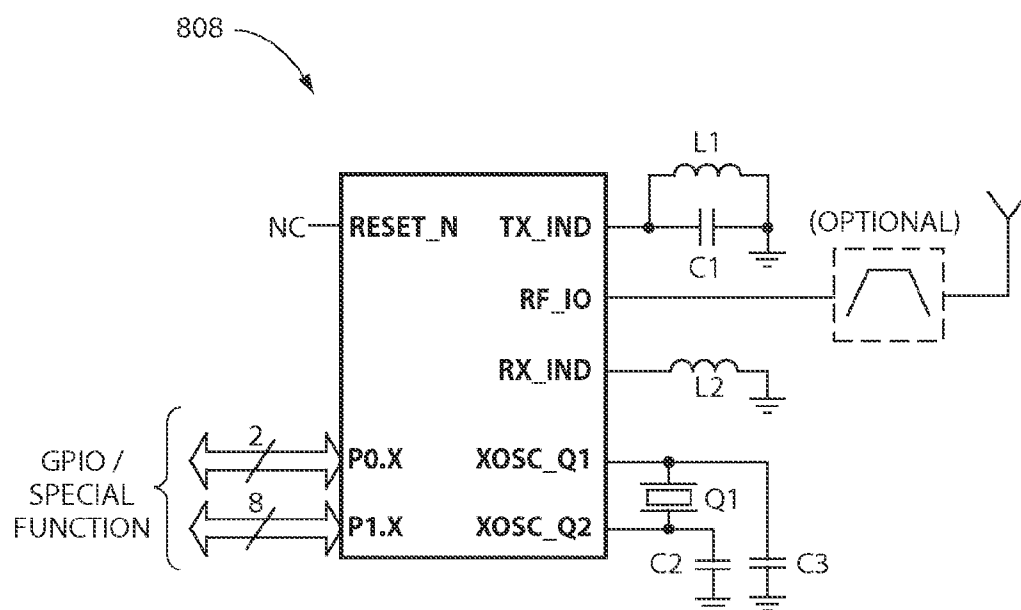 808
L1
NC
RESET_N
TX_IND
C1
(OPTIONAL)
RF_IO
RX_IND
L2
GPIO /
SPECIAL
FUNCTION
2
P0.X
XOSC_Q1
Q1
8
P1.X
XOSC_Q2
C2
C3